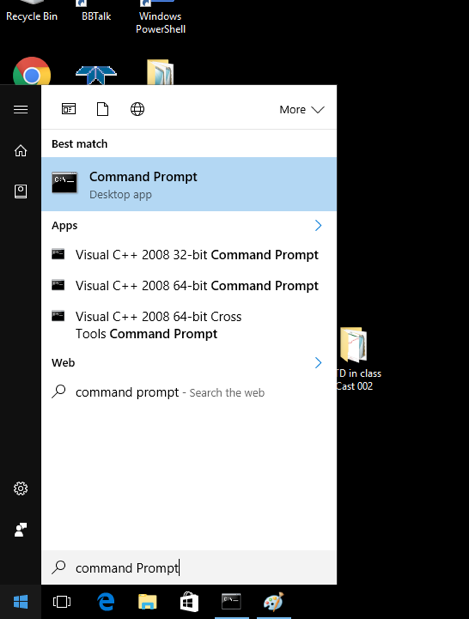 Recycle Bin
BBTalk
Windows
PowerShell
More
Best match
C:\
Command Prompt
Desktop app
Apps
Visual C++ 2008 32-bit Command Prompt
Visual C++ 2008 64-bit Command Prompt
Visual C++ 2008 64-bit Cross
Tools Command Prompt
Web
command prompt - Search the web
TD in class
Cast 002
command Prompt